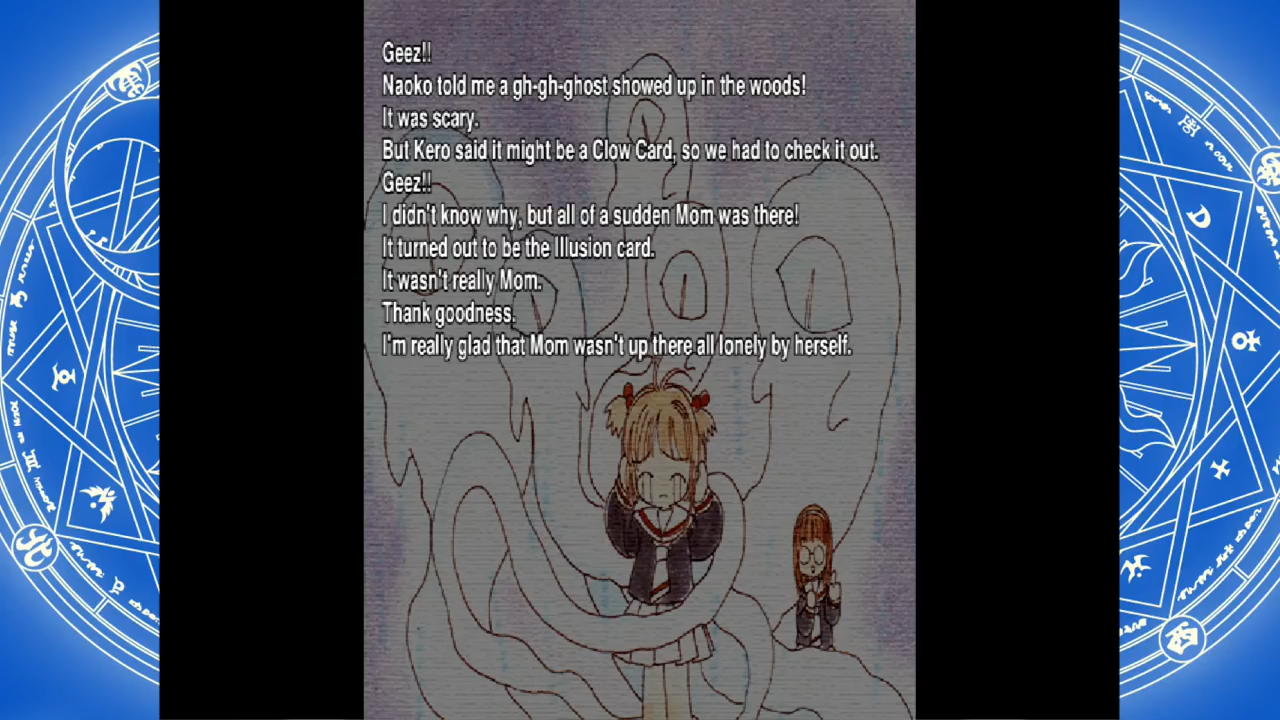 Geez!!
Naoko told me a gh-gh-ghost showed up in the woods!
It was scary.
But Kero said it might be a Clow Card, so we had to check it out.
Geez!!
I didn't know why, but all of a sudden Mom was there!
It turned out to be the Illusion card.
It wasn't really Mom.
Thank goodness.
I'm really glad that Mom wasn't up there all lonely by herself.